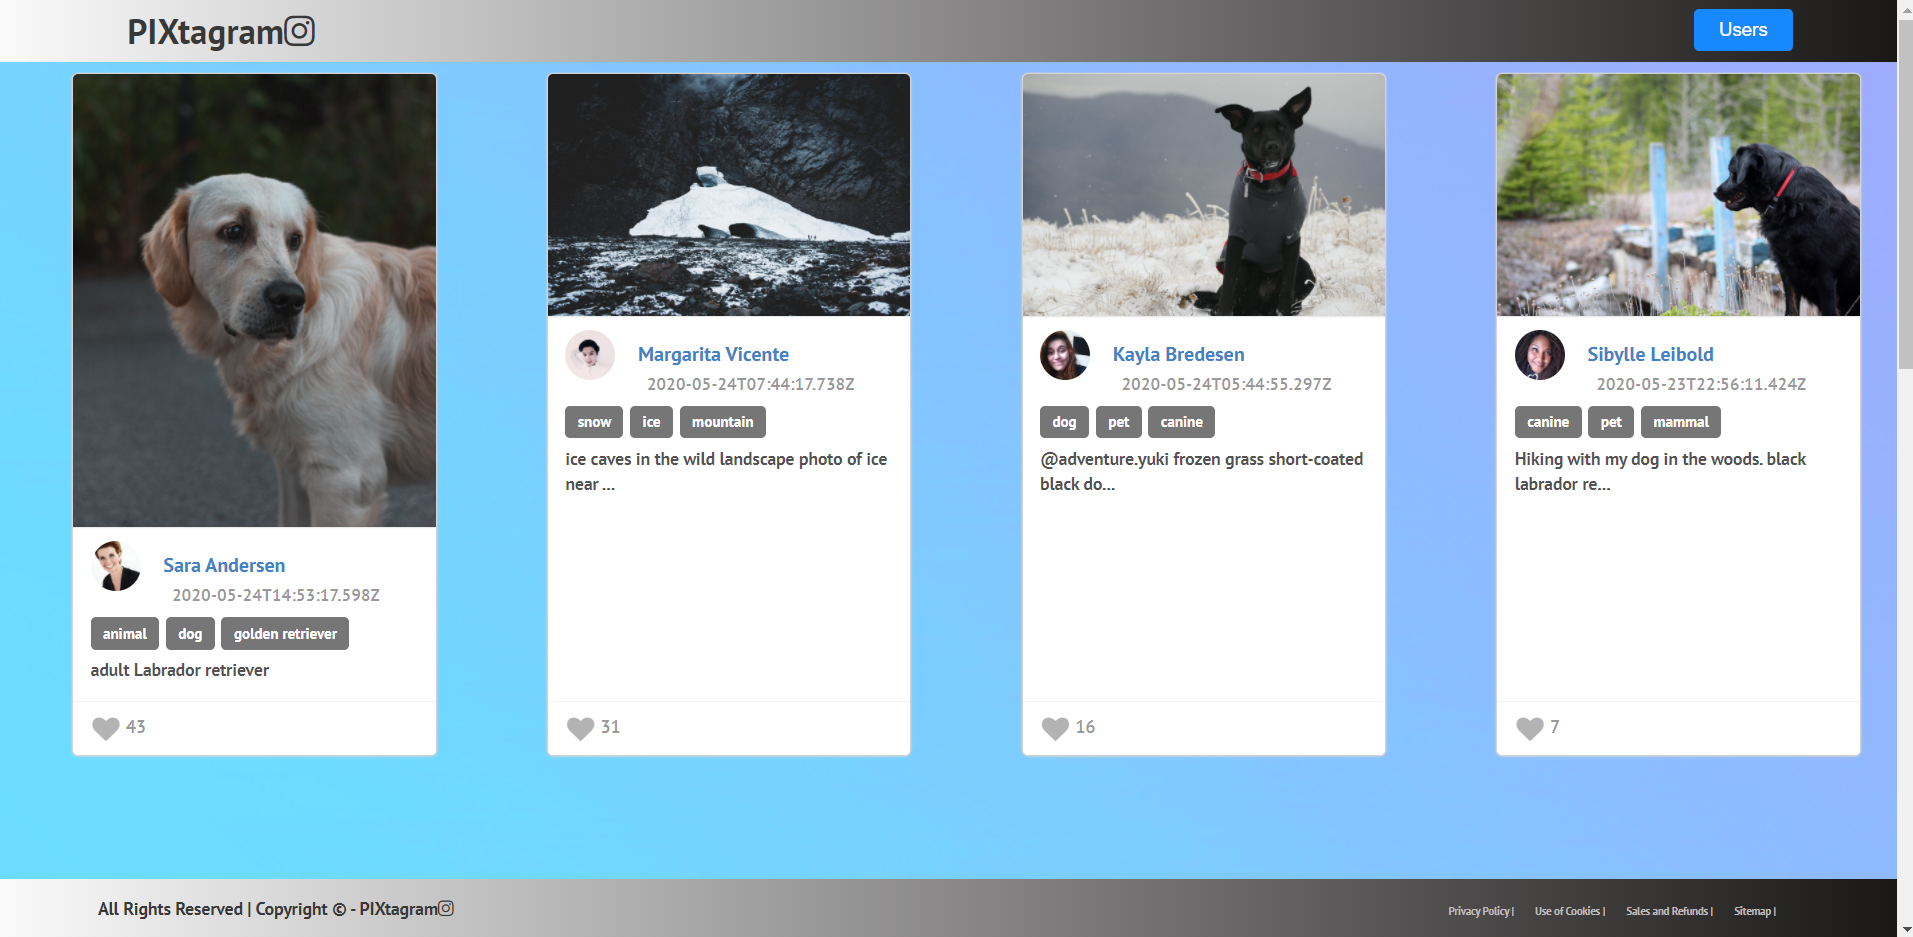 PIXtagram
Users
Sara Andersen
2020-05-24T14:53:17.598Z
animal dog golden retriever
adult Labrador retriever
43
Margarita Vicente
2020-05-24T07:44:17.738Z
snow ice mountain
ice caves in the wild landscape photo of ice
near ...
31
Kayla Bredesen
2020-05-24T05:44:55.297Z
dog pet canine
@adventure.yuki frozen grass short-coated
black do...
16
Sibylle Leibold
2020-05-23T22:56:11.424Z
canine pet mammal
Hiking with my dog in the woods. black
labrador re...
7
All Rights Reserved | Copyright © - PIXtagram
Privacy Policy | Use of Cookies | Sales and Refunds | Sitemap |